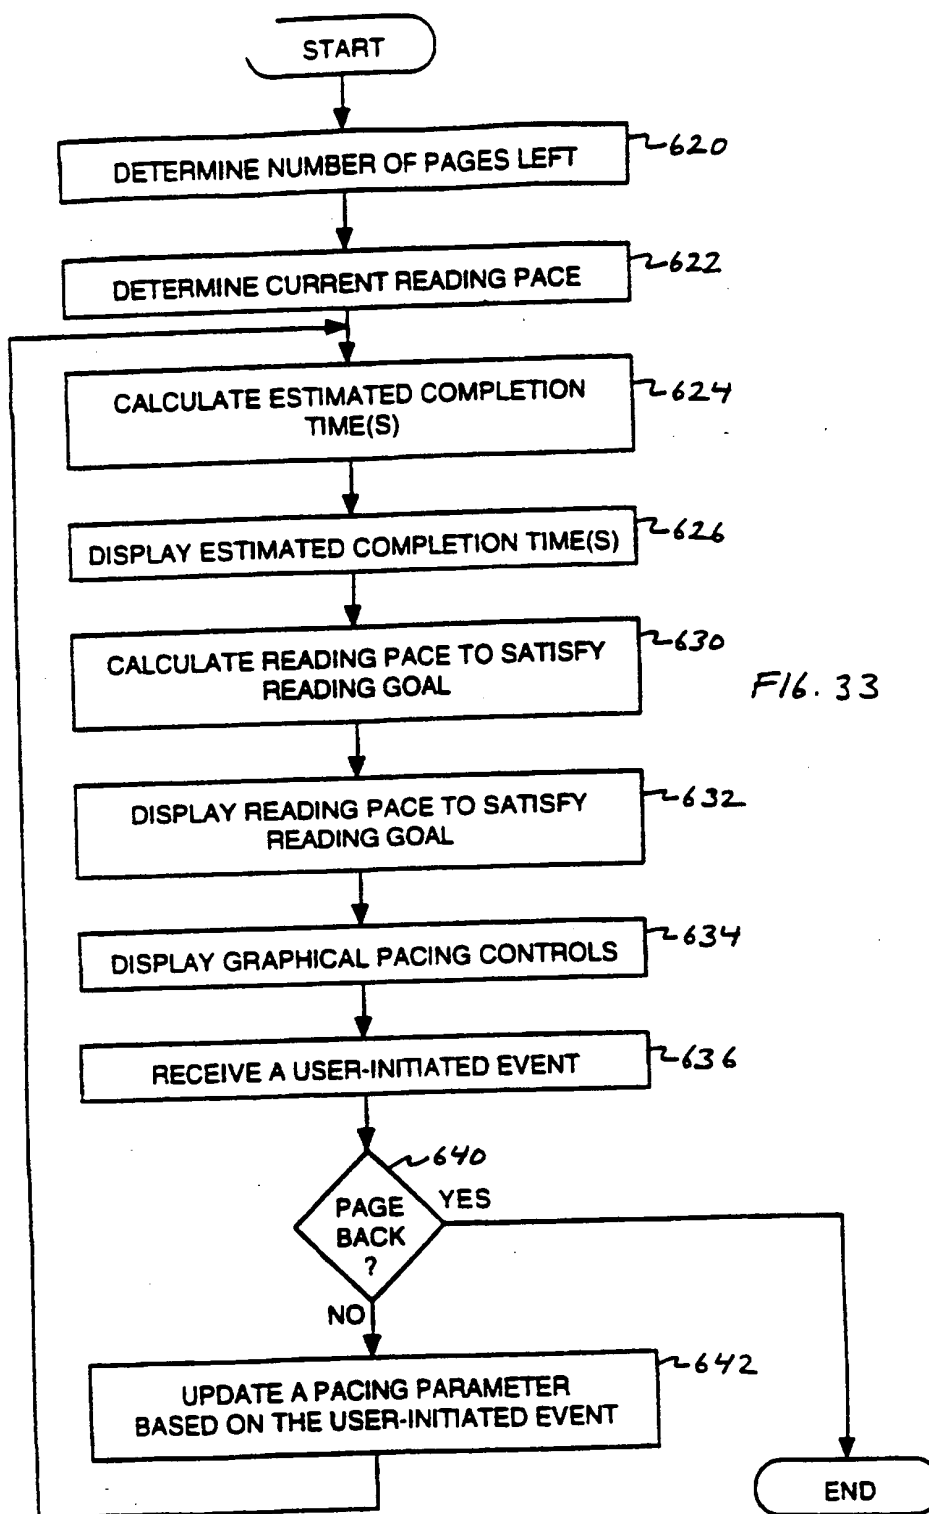 START
DETERMINE NUMBER OF PAGES LEFT
620
DETERMINE CURRENT READING PACE
622
CALCULATE ESTIMATED COMPLETION
TIME(S)
624
DISPLAY ESTIMATED COMPLETION TIME(S)
626
CALCULATE READING PACE TO SATISFY
READING GOAL
630
FIG. 33
DISPLAY READING PACE TO SATISFY
READING GOAL
632
DISPLAY GRAPHICAL PACING CONTROLS
634
RECEIVE A USER-INITIATED EVENT
636
640
PAGE
BACK
?
YES
NO
UPDATE A PACING PARAMETER
BASED ON THE USER-INITIATED EVENT
642
END